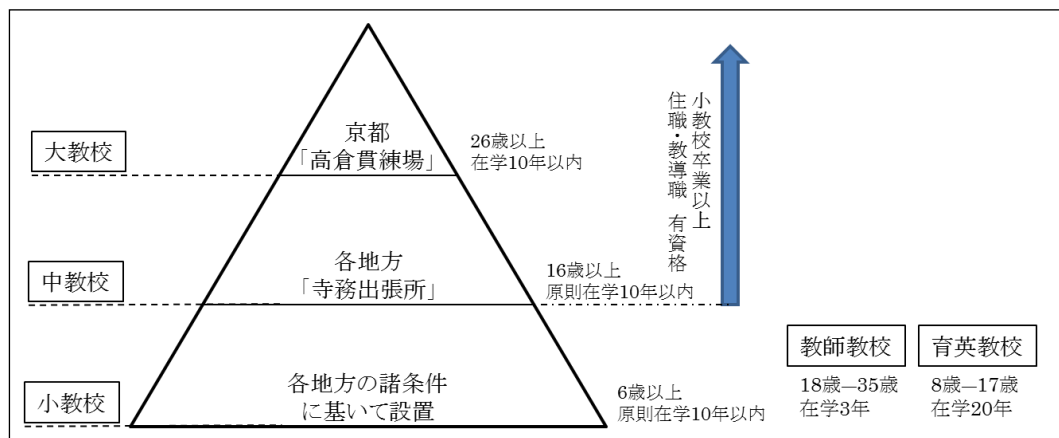 大教校
京都
「高倉貫練場」
26歳以上
在学10年以内
小教校卒業以上
住職・教導職 有資格
中教校
各地方
「寺務出張所」
16歳以上
原則在学10年以内
小教校
各地方の諸条件
に基いて設置
6歳以上
原則在学10年以内
教師教校
18歳―35歳
在学3年
育英教校
8歳―17歳
在学20年